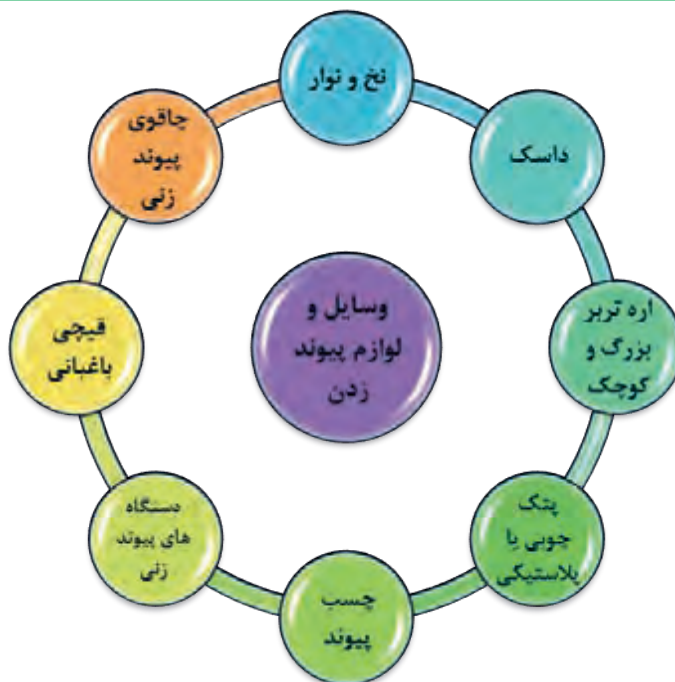 وسایل و
لوازم پیوند
زدن
نخ و نوار
داسک
اره تربر
بزرگ و
کوچک
پتک
چوبی یا
پلاستیکی
چسب
پیوند
دستگاه
های پیوند
زنی
قیچی
باغبانی
چاقوی
پیوند
زنی